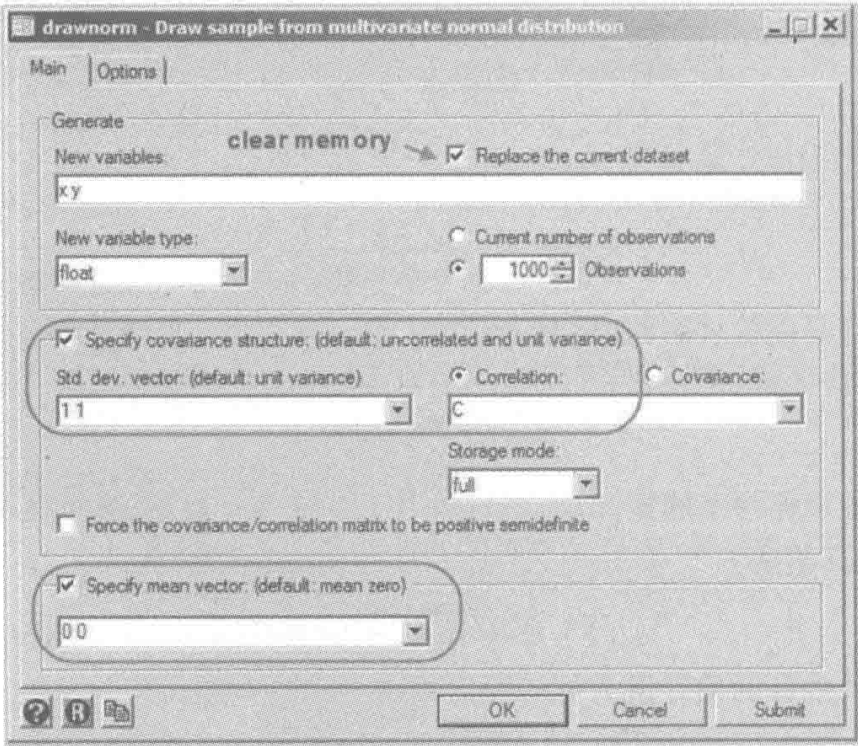 drawnorm - Draw sample from multivariate normal distribution
Main Options
Generate
clear memory
New variables: Replace the current dataset
x y
New variable type: Current number of observations
float 1000 Observations
Specify covariance structure: (default: uncorrelated and unit variance)
Std. dev. vector: (default: unit variance) Correlation: Covariance:
1 1 C
Storage mode:
full
Force the covariance/correlation matrix to be positive semidefinite
Specify mean vector: (default: mean zero)
0 0
? R OK Cancel Submit